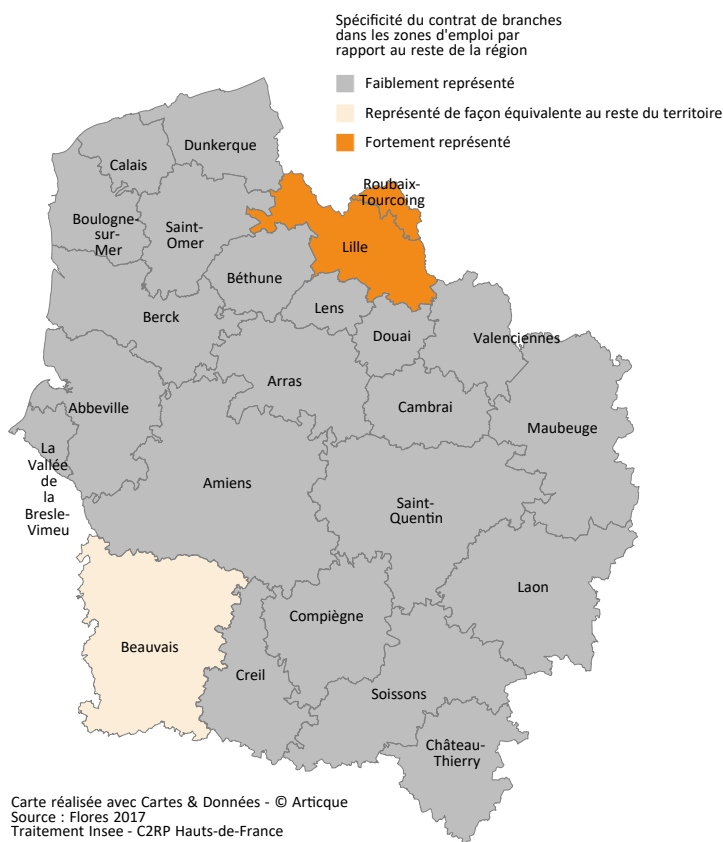 Spécificité du contrat de branches
dans les zones d'emploi par
rapport au reste de la région
Faiblement représenté
Représenté de façon équivalente au reste du territoire
Fortement représenté
Dunkerque
Calais
Roubaix-
Tourcoing
Boulogne-
sur-
Mer
Saint-
Omer
Lille
Béthune
Lens
Berck
Douai
Valenciennes
Arras
Abbeville
Cambrai
Maubeuge
La
Vallée
de
la
Bresle-
Vimeu
Amiens
Saint-
Quentin
Laon
Compiègne
Beauvais
Creil
Soissons
Château-
Thierry
Carte réalisée avec Cartes & Données - © Articque
Source : Flores 2017
Traitement Insee - C2RP Hauts-de-France